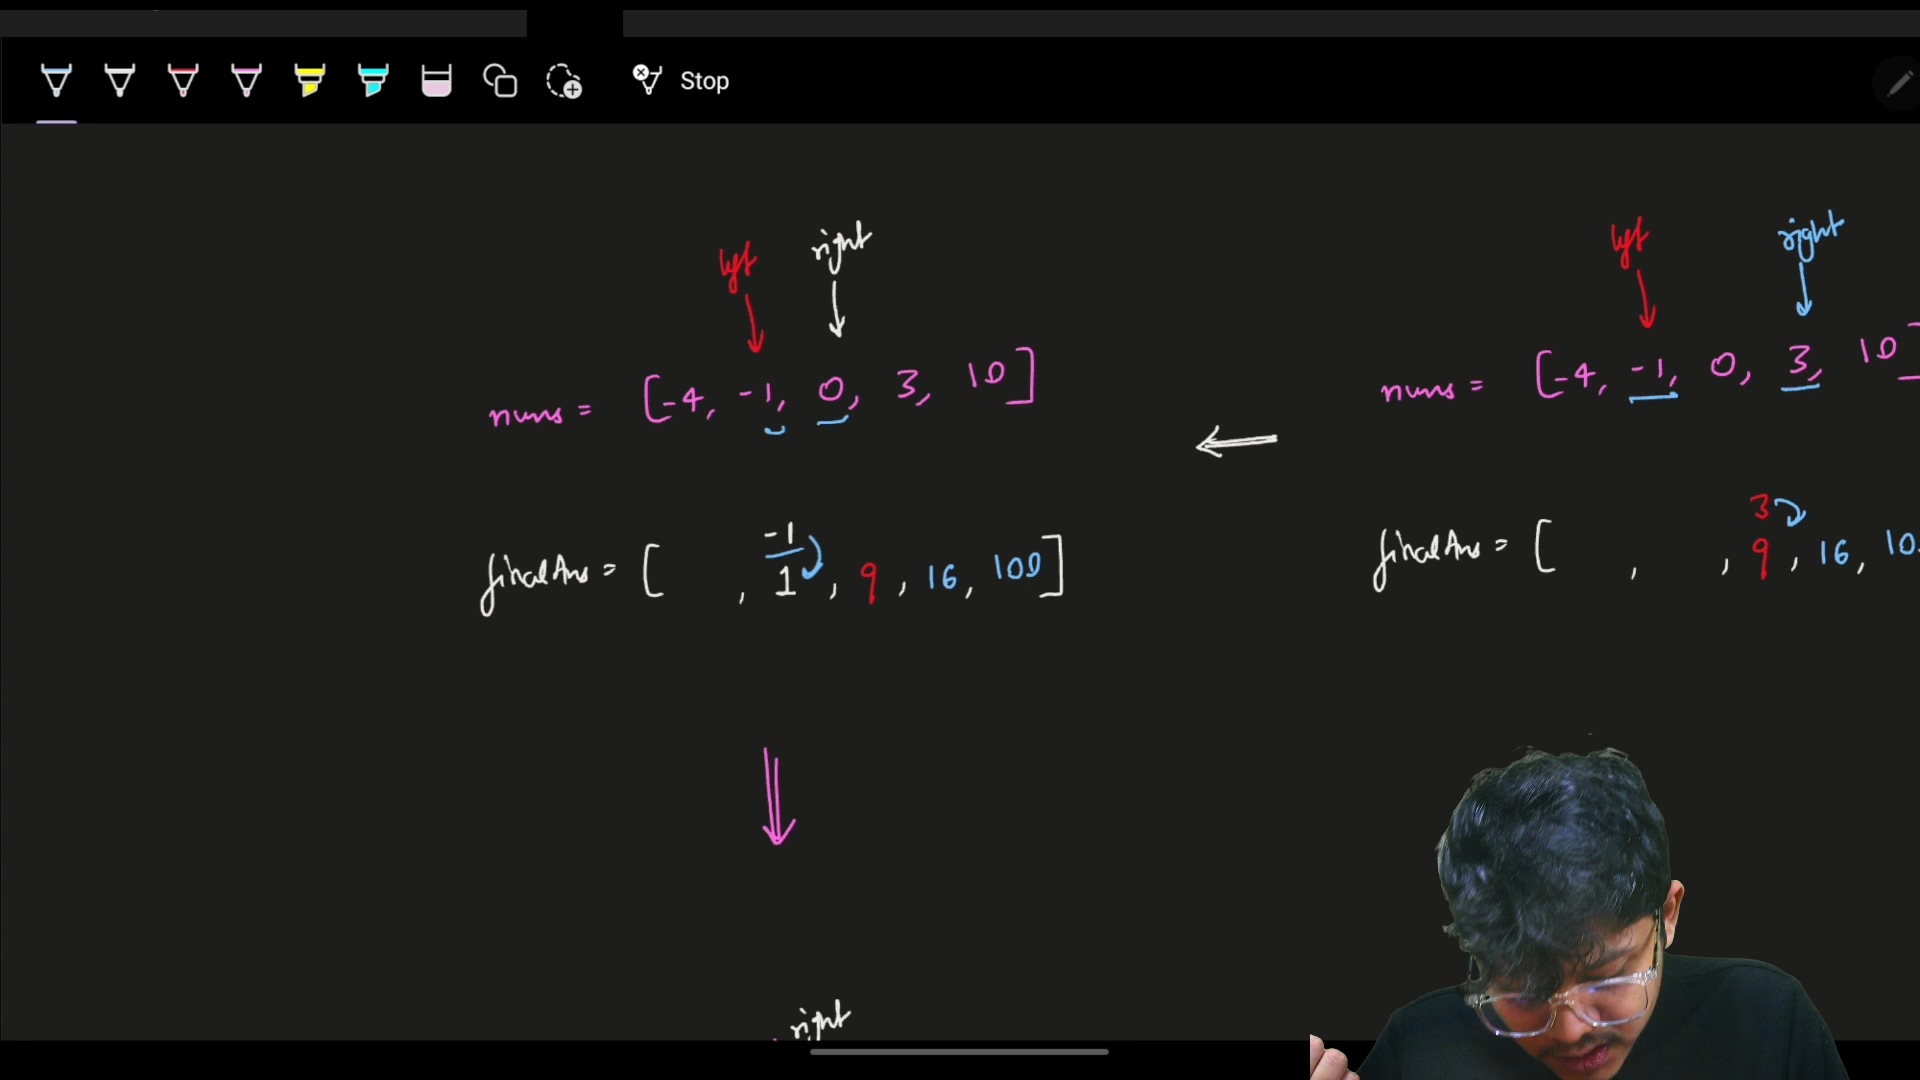 Stop
left right
nums = [-4, -1, 0, 3, 10]
-1
finalAns = [ , 1, 9, 16, 100]
right
left right
nums = [-4, -1, 0, 3, 10]
3
finalAns = [ , , 9, 16, 10